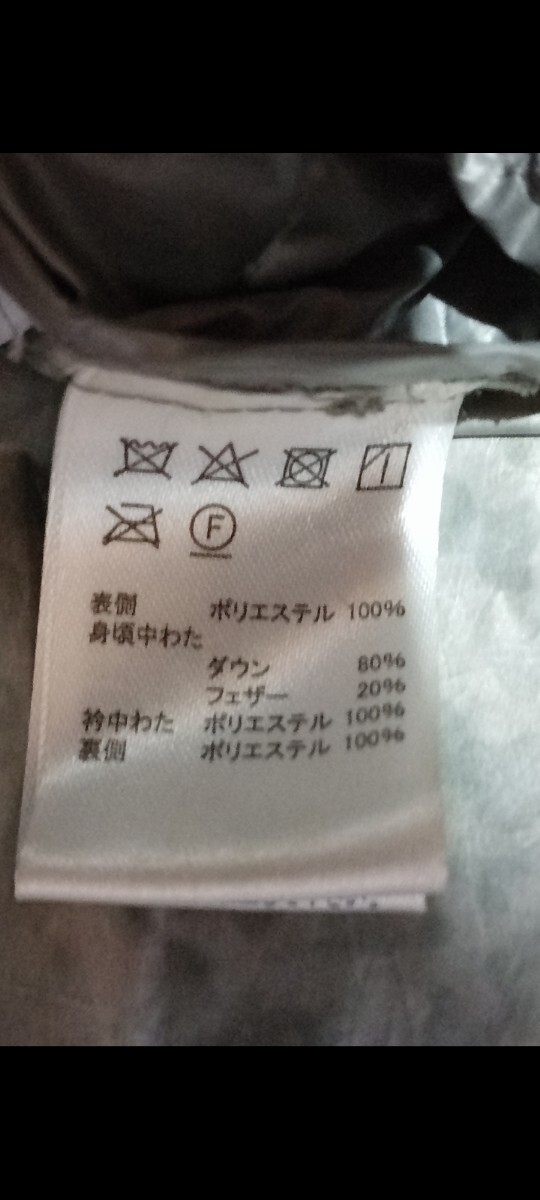 F
表側 ポリエステル 100%
身頃中わた
ダウン 80%
フェザー 20%
衿中わた ポリエステル 100%
裏側 ポリエステル 100%